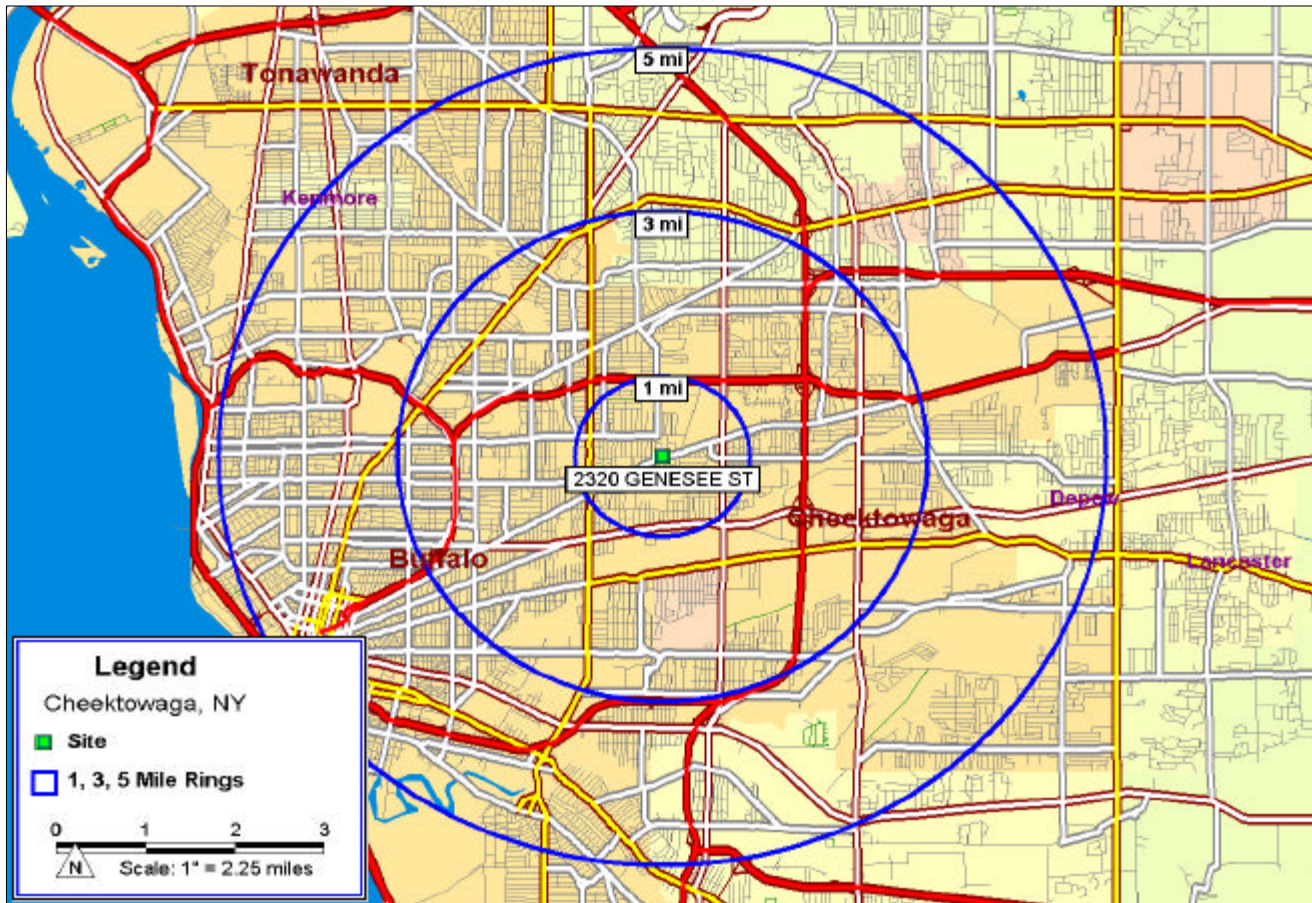 5 mi
Tonawanda
Kenmore
3 mi
1 mi
2320 GENESEE ST
Depew
Cheektowaga
Buffalo
Lancaster
Legend
Cheektowaga, NY
Site
1, 3, 5 Mile Rings
0 1 2 3
N
Scale: 1" = 2.25 miles